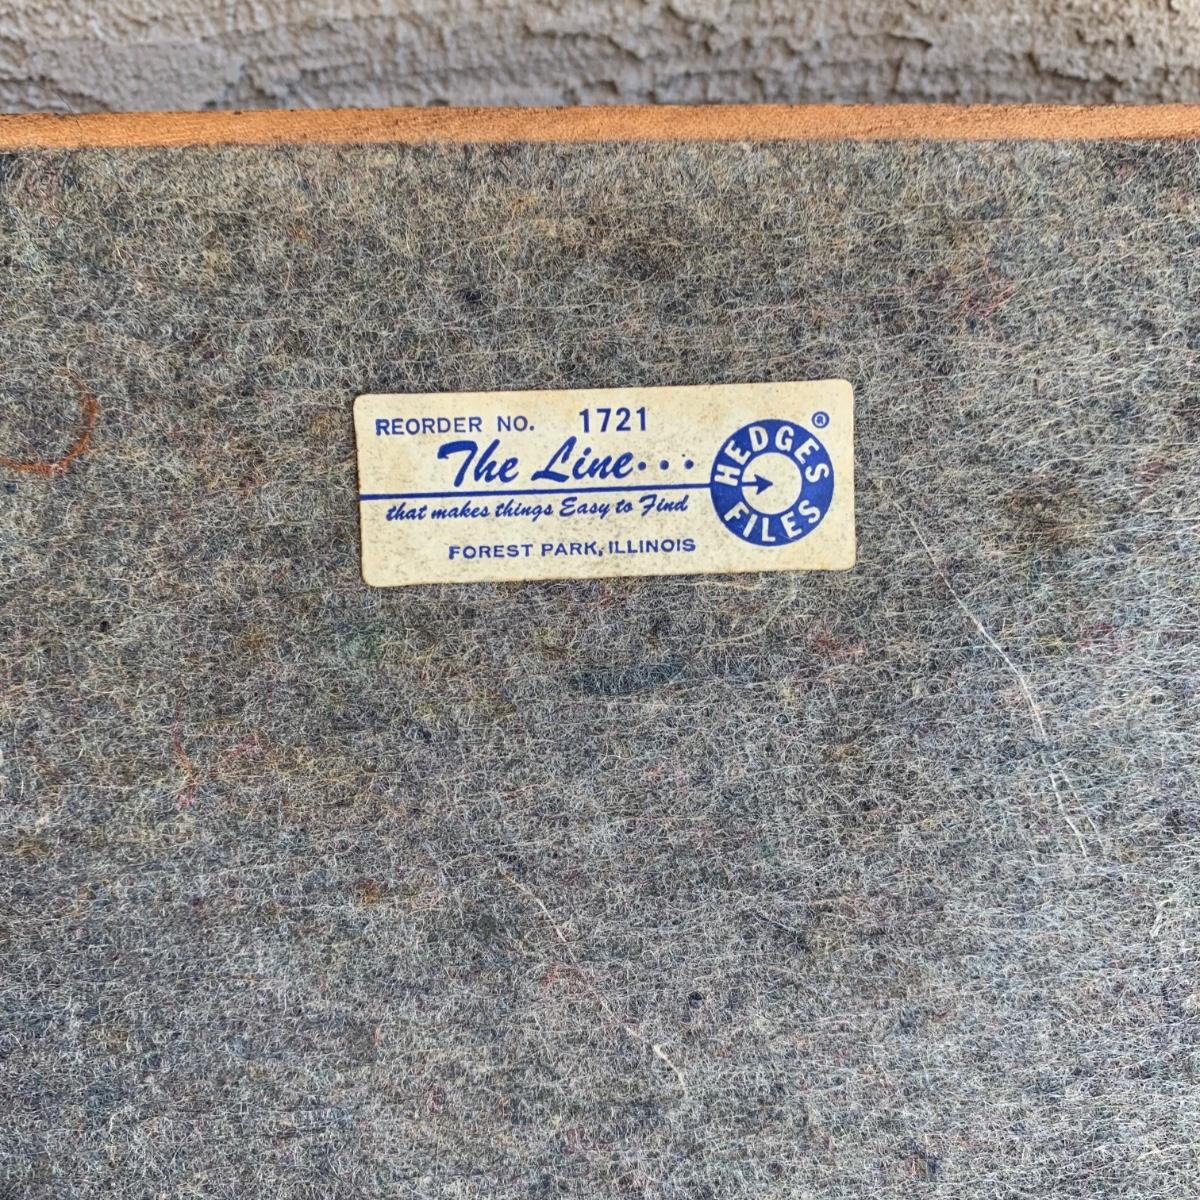 REORDER NO. 1721
The Line...
that makes things Easy to Find
FOREST PARK, ILLINOIS
HEDGES
FILES
®